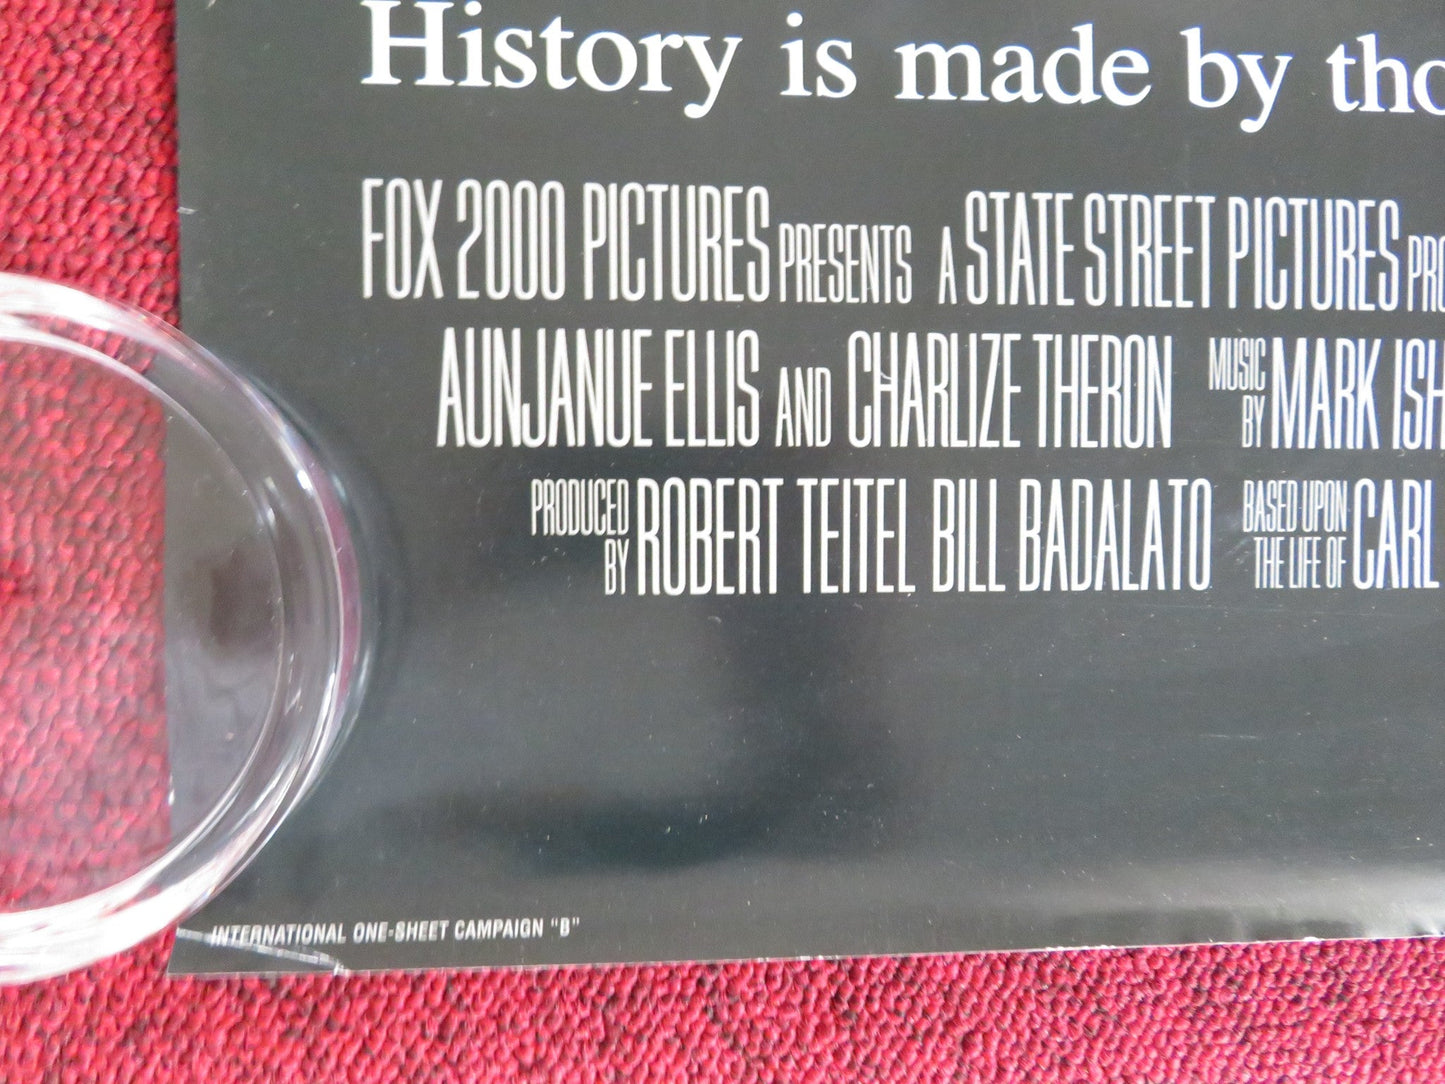 History is made by tho
FOX 2000 PICTURES PRESENTS A STATE STREET PICTURES PRO
AUNJANUE ELLIS AND CHARLIZE THERON MUSIC BY MARK ISH
PRODUCED BY ROBERT TEITEL BILL BADALATO BASED UPON THE LIFE OF CARL
INTERNATIONAL ONE-SHEET CAMPAIGN "B"